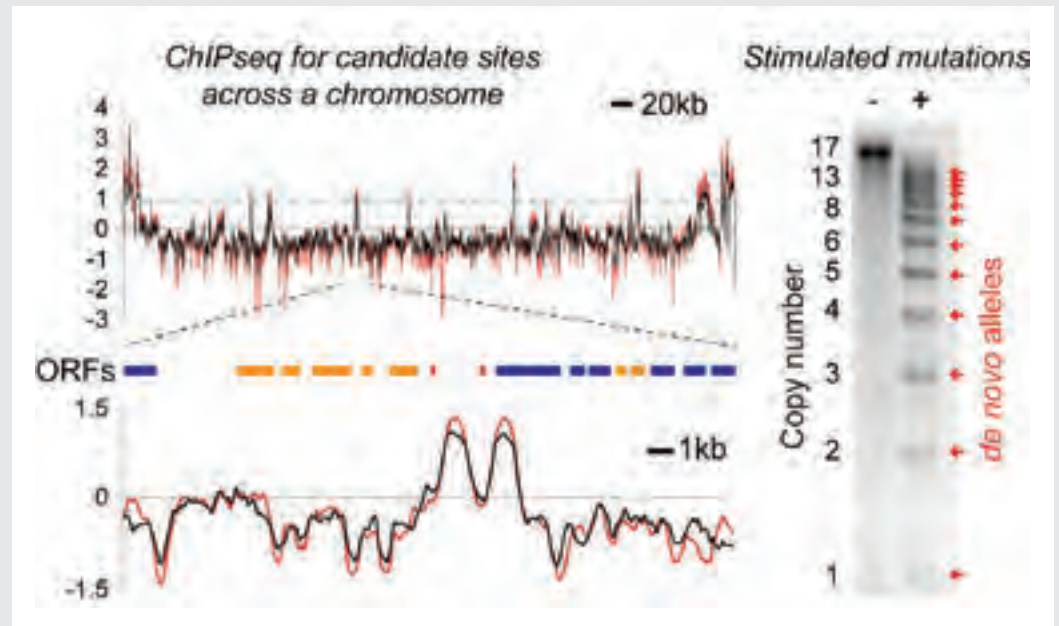 ChIPseq for candidate sites
across a chromosome
20kb
4
3
2
1
0
-1
-2
-3
ORFs
1.5
0
-1.5
1kb
Stimulated mutations
- +
17
13
8
6
5
4
3
2
1
Copy number
de novo alleles